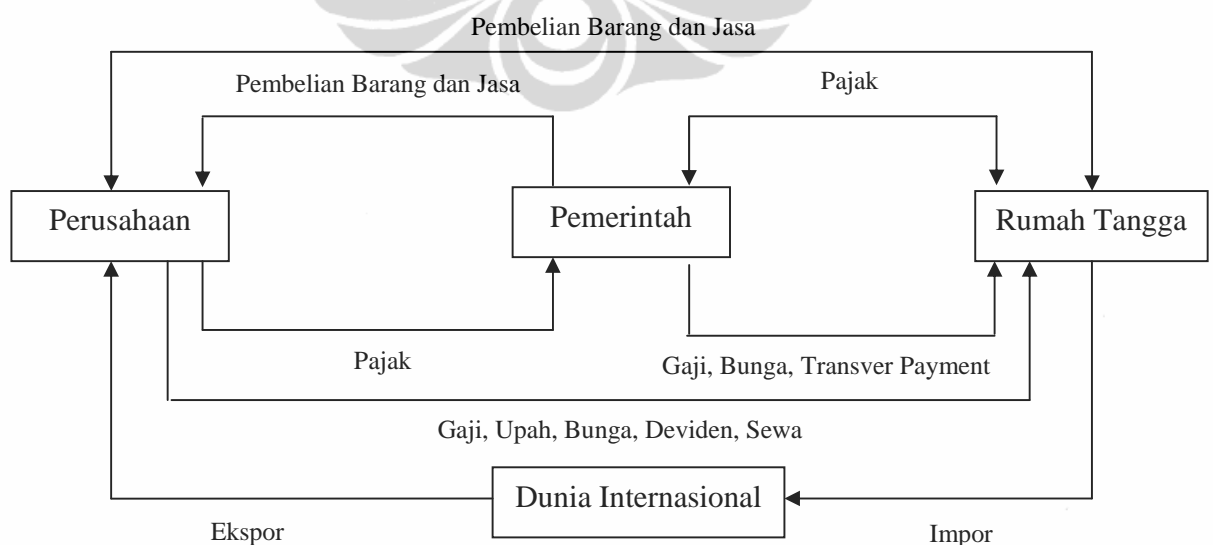 Pembelian Barang dan Jasa
Pembelian Barang dan Jasa
Pajak
Perusahaan
Pemerintah
Rumah Tangga
Pajak
Gaji, Bunga, Transver Payment
Gaji, Upah, Bunga, Deviden, Sewa
Dunia Internasional
Ekspor
Impor